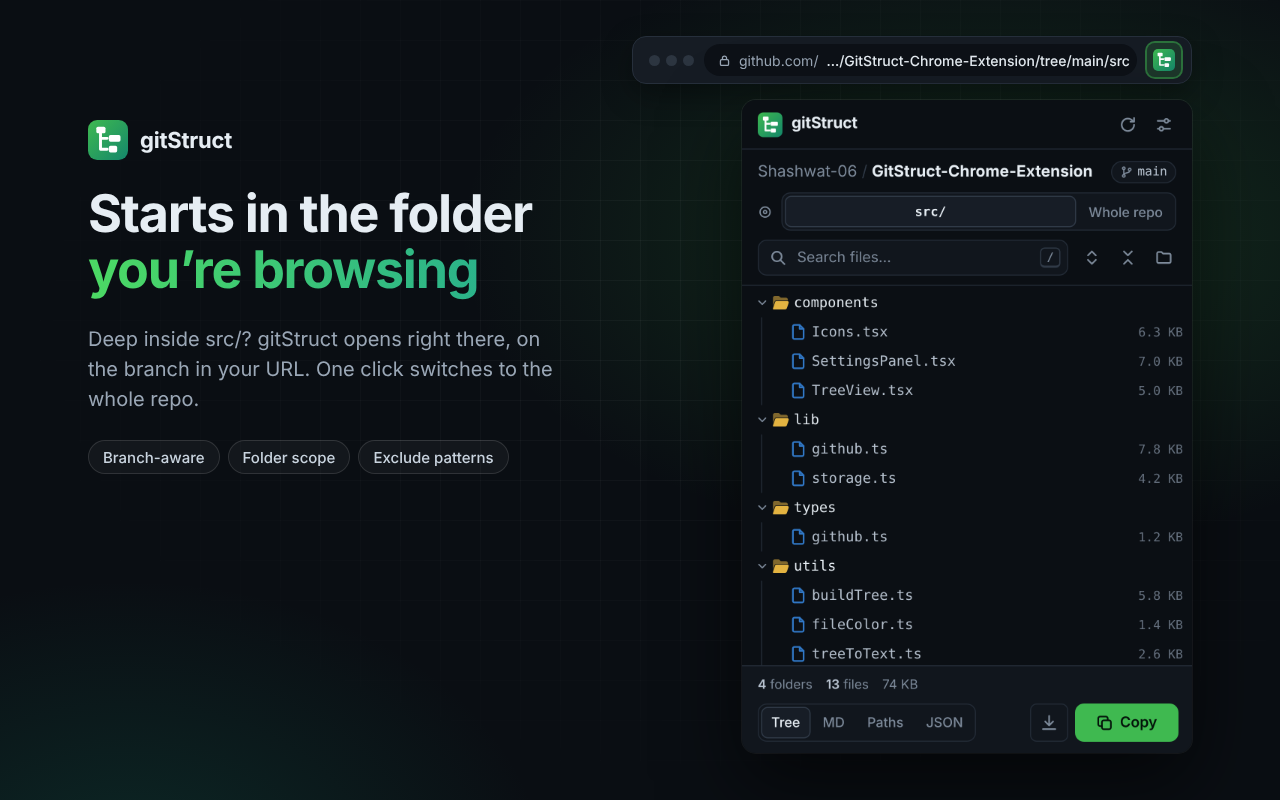 github.com/ .../GitStruct-Chrome-Extension/tree/main/src
gitStruct
Starts in the folder
you’re browsing
Deep inside src/? gitStruct opens right there, on
the branch in your URL. One click switches to the
whole repo.
Branch-aware Folder scope Exclude patterns
gitStruct
Shashwat-06 / GitStruct-Chrome-Extension main
src/ Whole repo
Search files... /
components
Icons.tsx 6.3 KB
SettingsPanel.tsx 7.0 KB
TreeView.tsx 5.0 KB
lib
github.ts 7.8 KB
storage.ts 4.2 KB
types
github.ts 1.2 KB
utils
buildTree.ts 5.8 KB
fileColor.ts 1.4 KB
treeToText.ts 2.6 KB
4 folders 13 files 74 KB
Tree MD Paths JSON Copy